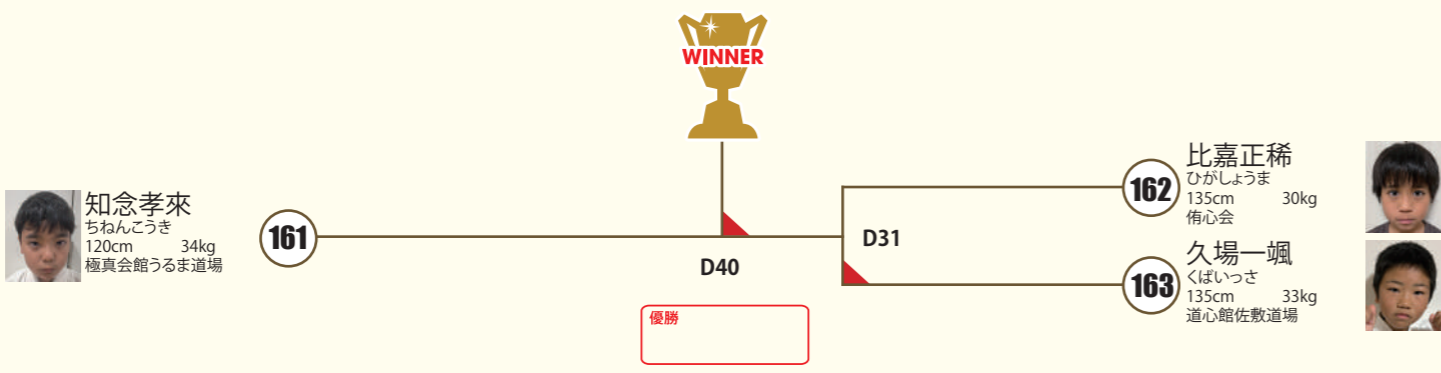 WINNER
知念孝來
ちねんこうき
120cm 34kg
極真会館うるま道場
161
D40
優勝
D31
162
比嘉正稀
ひがしょうま
135cm 30kg
侑心会
163
久場一颯
くばいっさ
135cm 33kg
道心館佐敷道場